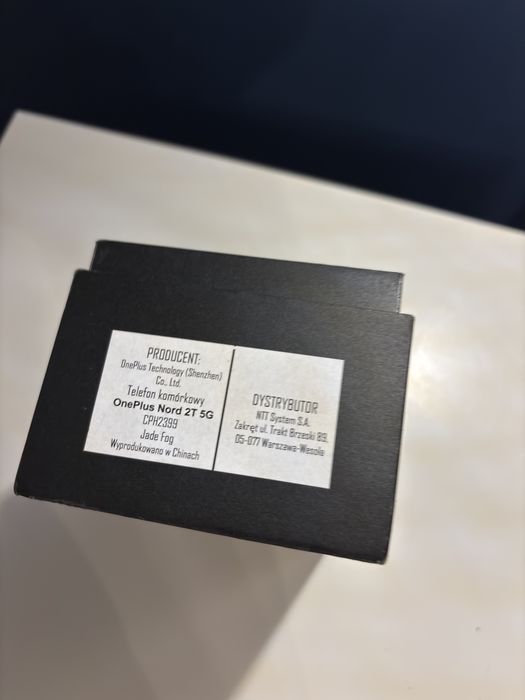 PRODUCENT:
OnePlus Technology (Shenzhen)
Co., Ltd.
Telefon komórkowy
OnePlus Nord 2T 5G
CPH2399
Jade Fog
Wyprodukowano w Chinach
DYSTRYBUTOR
NTT System S.A.
Zakręt ul. Trakt Brzeski 89,
05-077 Warszawa-Wesoła